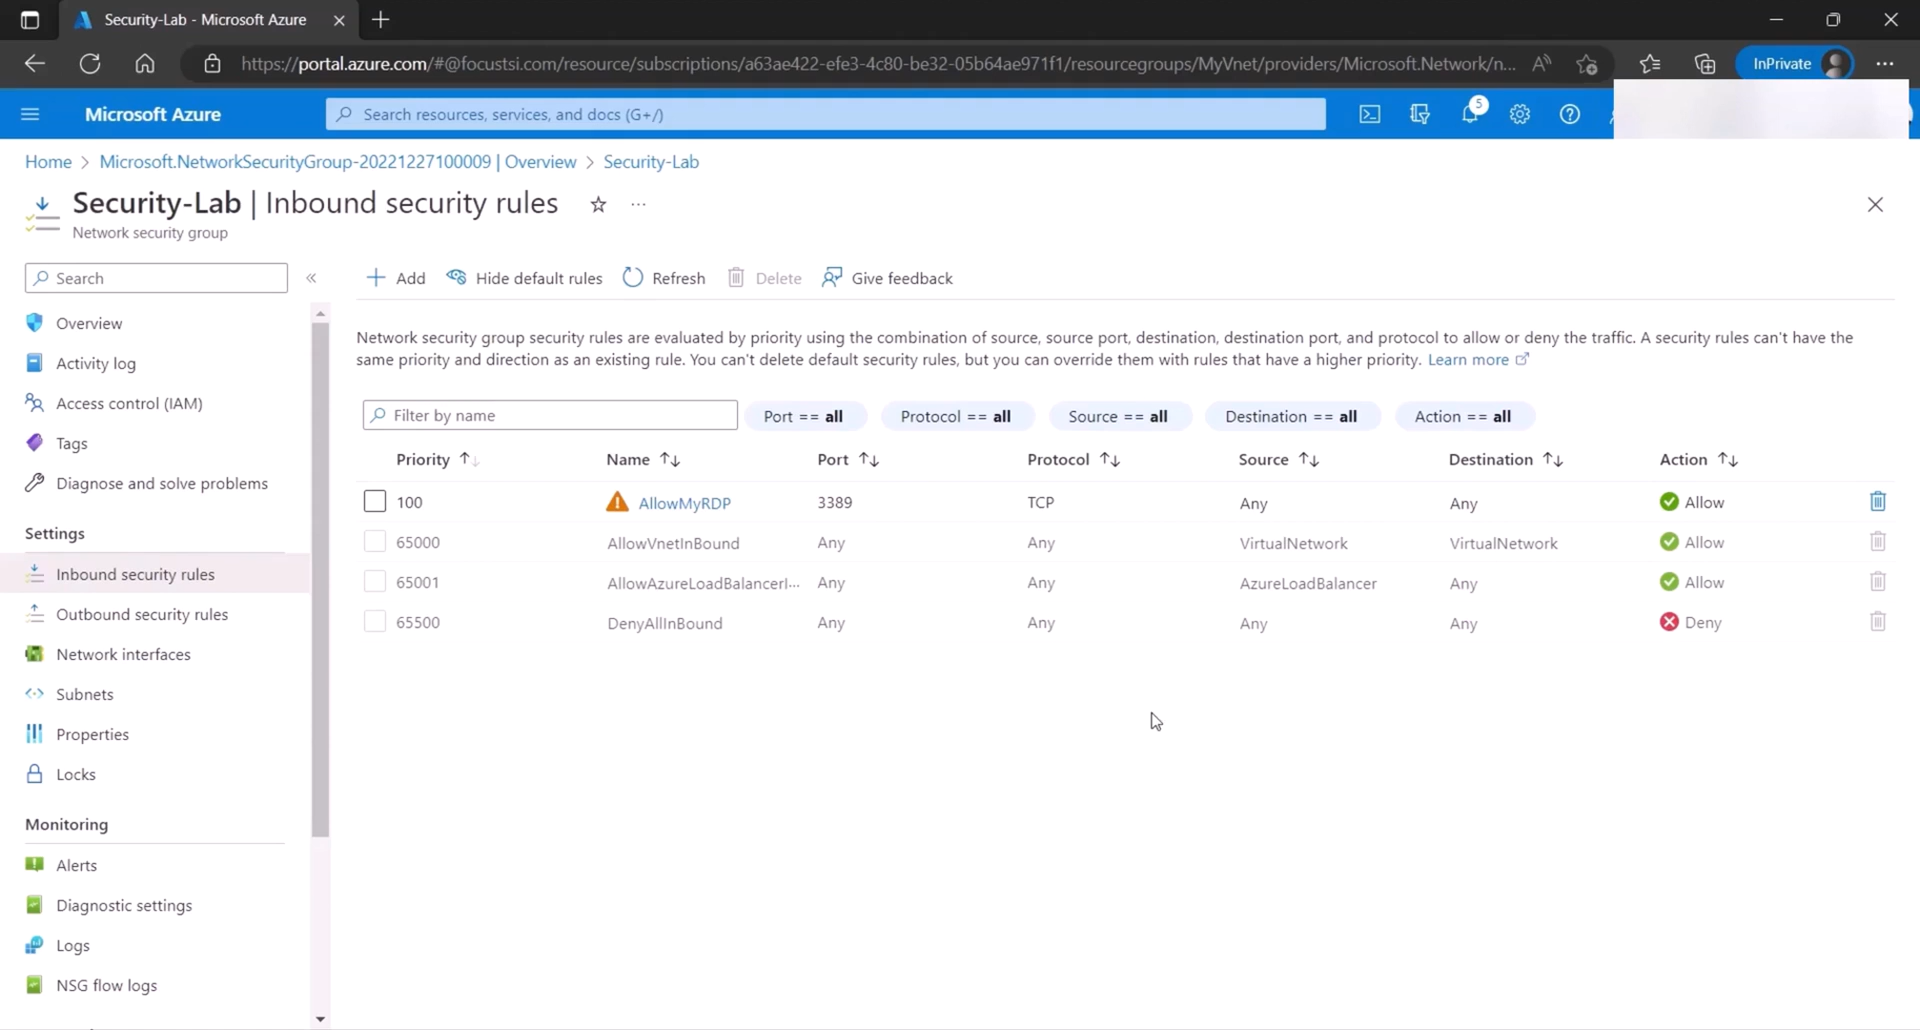 Security-Lab - Microsoft Azure
https://portal.azure.com/#@focustsi.com/resource/subscriptions/a63ae422-efe3-4c80-be32-05b64ae971f1/resourcegroups/MyVnet/providers/Microsoft.Network/n...
InPrivate
Microsoft Azure
Search resources, services, and docs (G+/)
5
Home > Microsoft.NetworkSecurityGroup-20221227100009 | Overview > Security-Lab
Security-Lab | Inbound security rules
Network security group
Search
Add Hide default rules Refresh Delete Give feedback
Overview
Activity log
Access control (IAM)
Tags
Diagnose and solve problems
Settings
Inbound security rules
Outbound security rules
Network interfaces
Subnets
Properties
Locks
Monitoring
Alerts
Diagnostic settings
Logs
NSG flow logs
Network security group security rules are evaluated by priority using the combination of source, source port, destination, destination port, and protocol to allow or deny the traffic. A security rules can't have the
same priority and direction as an existing rule. You can't delete default security rules, but you can override them with rules that have a higher priority. Learn more
Filter by name Port == all Protocol == all Source == all Destination == all Action == all
Priority Name Port Protocol Source Destination Action
100 AllowMyRDP 3389 TCP Any Any Allow
65000 AllowVnetInBound Any Any VirtualNetwork VirtualNetwork Allow
65001 AllowAzureLoadBalancerI... Any Any AzureLoadBalancer Any Allow
65500 DenyAllInBound Any Any Any Any Deny